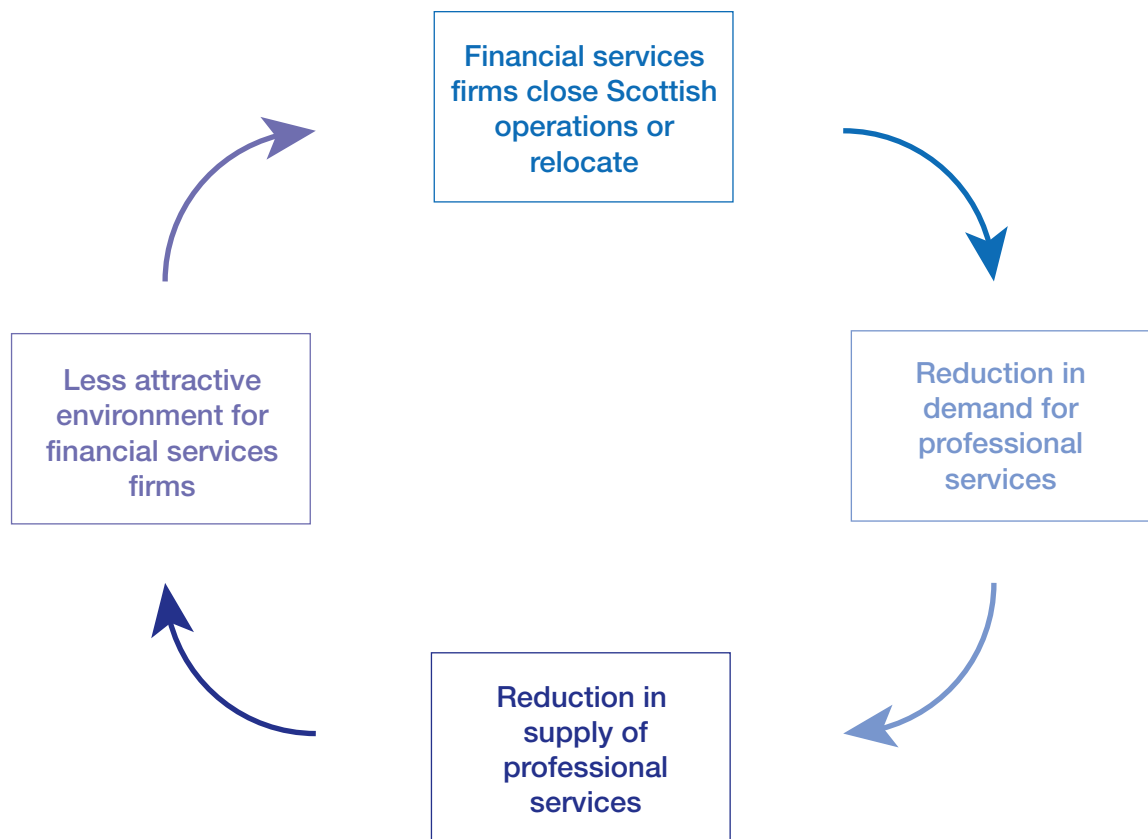 Financial services
firms close Scottish
operations or
relocate
Reduction in
demand for
professional
services
Reduction in
supply of
professional
services
Less attractive
environment for
financial services
firms